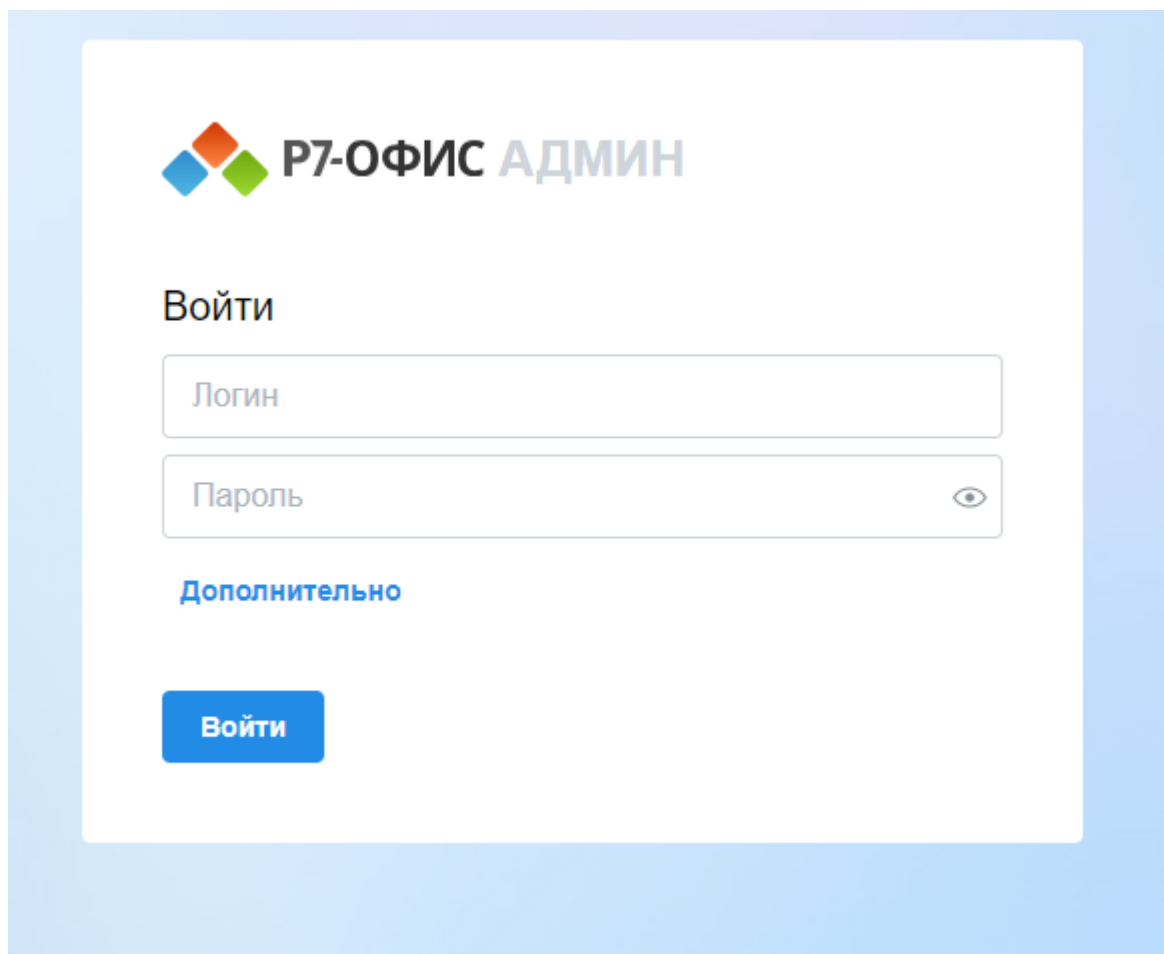 Р7-ОФИС АДМИН
Войти
Логин
Пароль
Дополнительно
Войти